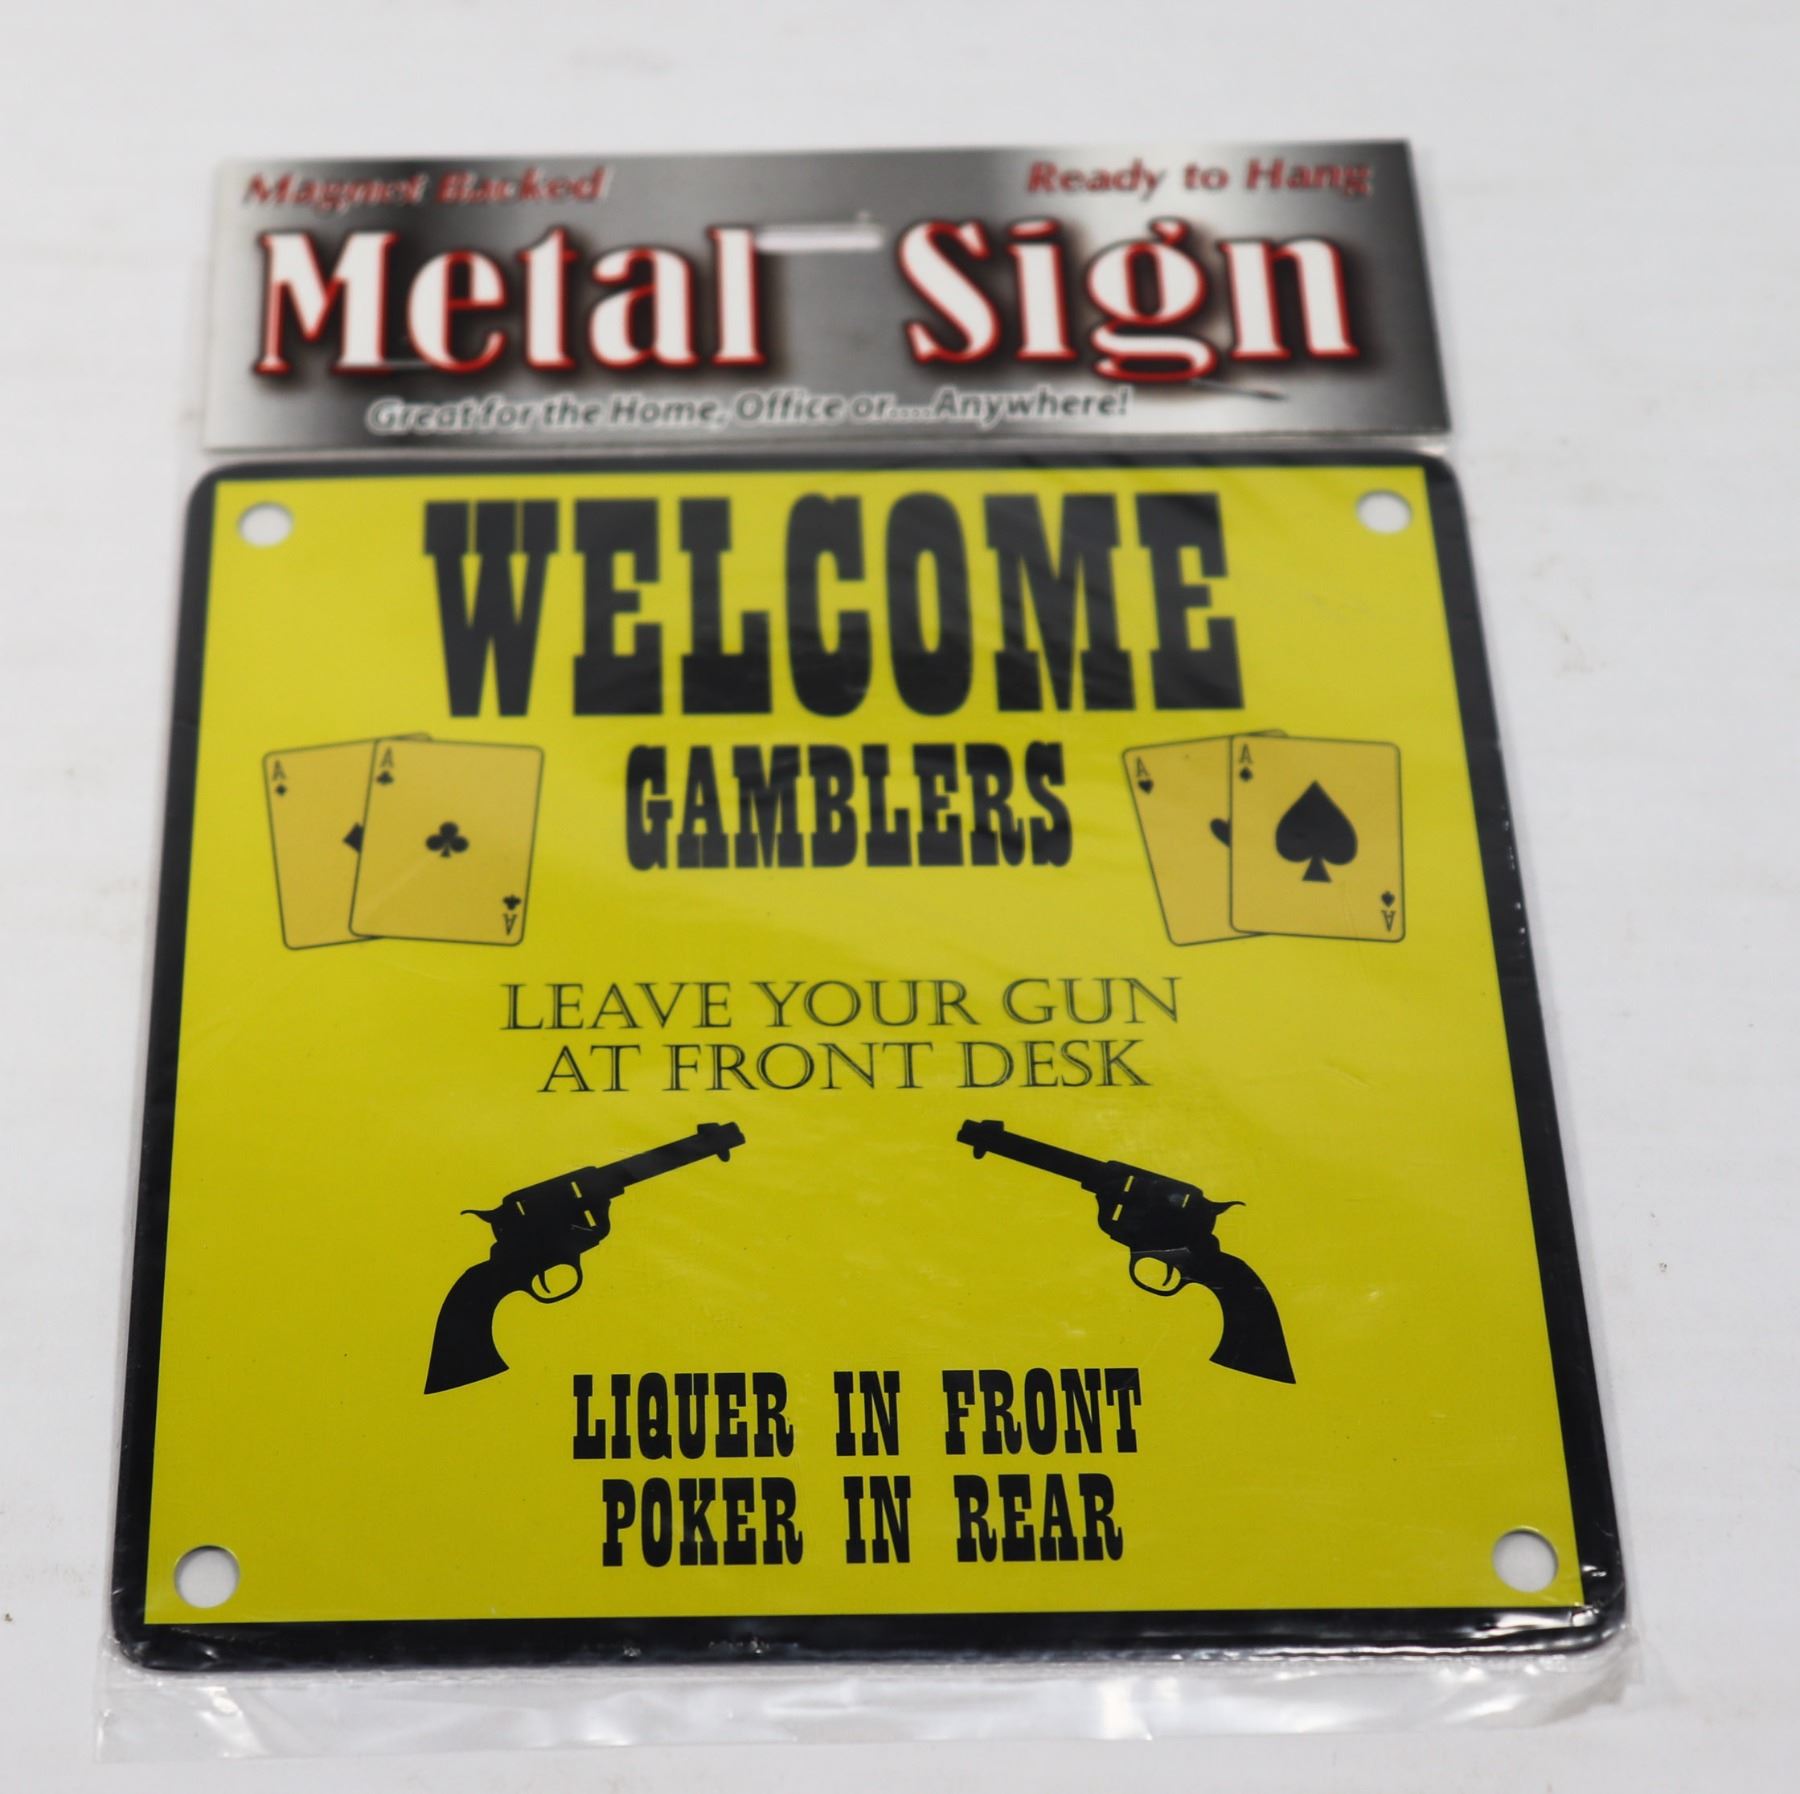 Magnet Backed
Ready to Hang
Metal Sign
Great for the Home, Office or....Anywhere!
WELCOME
GAMBLERS
A
A
A
A
A
A
LEAVE YOUR GUN
AT FRONT DESK
LIQUER IN FRONT
POKER IN REAR